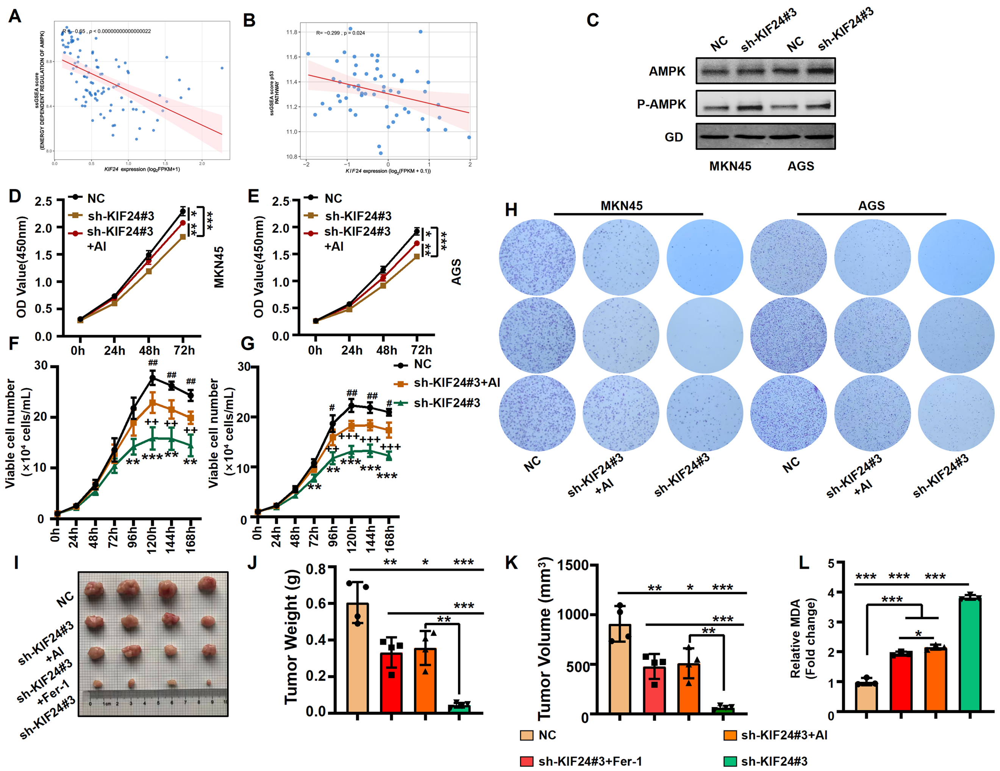 A
R = −0.65 , p < 0.00000000000000022
ssGSEA score
(ENERGY DEPENDENT REGULATION OF AMPK)
8.8
8.4
8.0
0.0 0.5 1.0 1.5 2.0
KIF24 expression (log2FPKM+1)
B
R= −0.299 , p = 0.024
ssGSEA score p53
PATHWAY
11.8
11.6
11.4
11.2
11.0
10.8
−2 −1 0 1 2
KIF24 expression (log2(FPKM + 0.1))
C
NC sh-KIF24#3 NC sh-KIF24#3
AMPK
P-AMPK
GD
MKN45 AGS
D
NC
sh-KIF24#3
sh-KIF24#3
+AI
OD Value(450nm)
2.5
2.0
1.5
1.0
0.5
0.0
0h 24h 48h 72h
* ** ***
MKN45
E
NC
sh-KIF24#3
sh-KIF24#3
+AI
OD Value(450nm)
2.5
2.0
1.5
1.0
0.5
0.0
0h 24h 48h 72h
* ** ***
AGS
F
Viable cell number
(×10⁴ cells/mL)
30
20
10
0
## ## ##
++ ++ ++
** *** ** **
0h 24h 48h 72h 96h 120h 144h 168h
G
NC
sh-KIF24#3+AI
sh-KIF24#3
Viable cell number
(×10⁴ cells/mL)
30
20
10
0
# ## ## #
++ +++ +++ +++
** ** *** *** ***
0h 24h 48h 72h 96h 120h 144h 168h
H
MKN45 AGS
NC sh-KIF24#3 +AI sh-KIF24#3 NC sh-KIF24#3 +AI sh-KIF24#3
I
NC
sh-KIF24#3
+AI
sh-KIF24#3
+Fer-1
sh-KIF24#3
0 1cm 2 3 4 5 6 7 8 9 10
J
Tumor Weight (g)
0.8
0.6
0.4
0.2
0.0
** * ***
***
**
K
Tumor Volume (mm³)
1500
1000
500
0
** * ***
***
**
L
Relative MDA
(Fold change)
5
4
3
2
1
0
*** *** ***
***
*
NC
sh-KIF24#3+AI
sh-KIF24#3+Fer-1
sh-KIF24#3